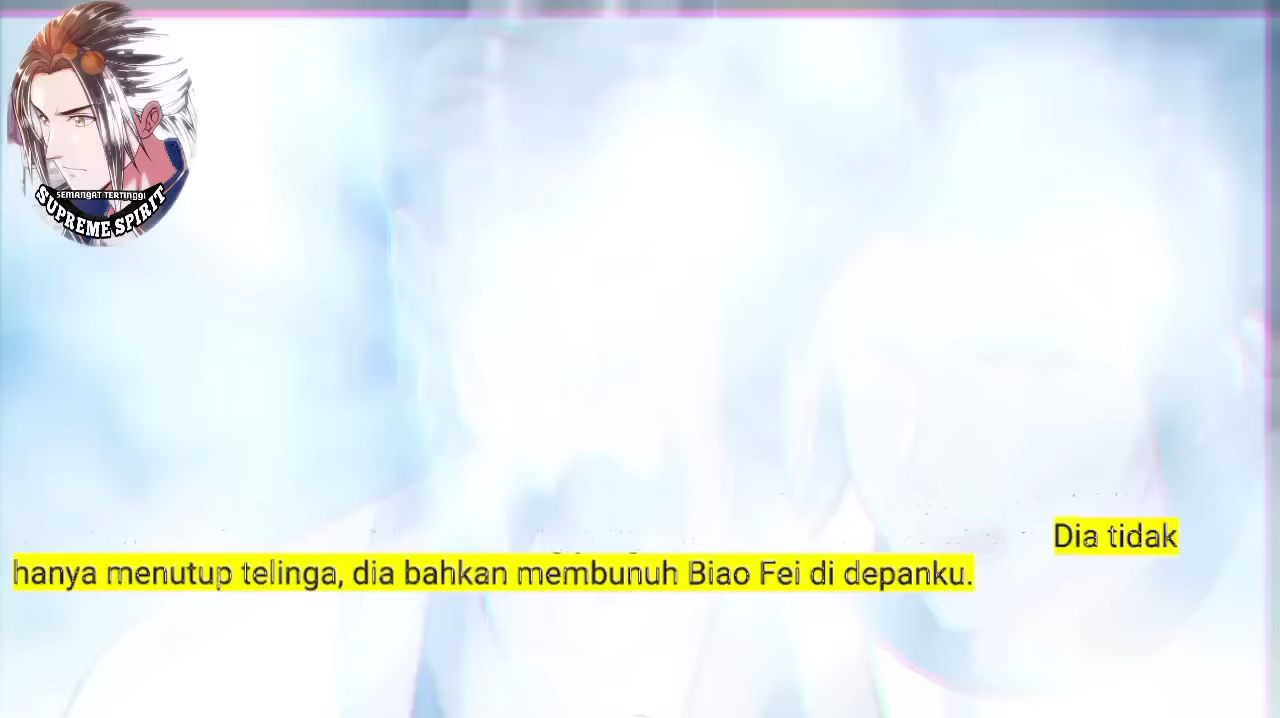 SEMANGAT TERTINGGI
SUPREME SPIRIT
Dia tidak
hanya menutup telinga, dia bahkan membunuh Biao Fei di depanku.